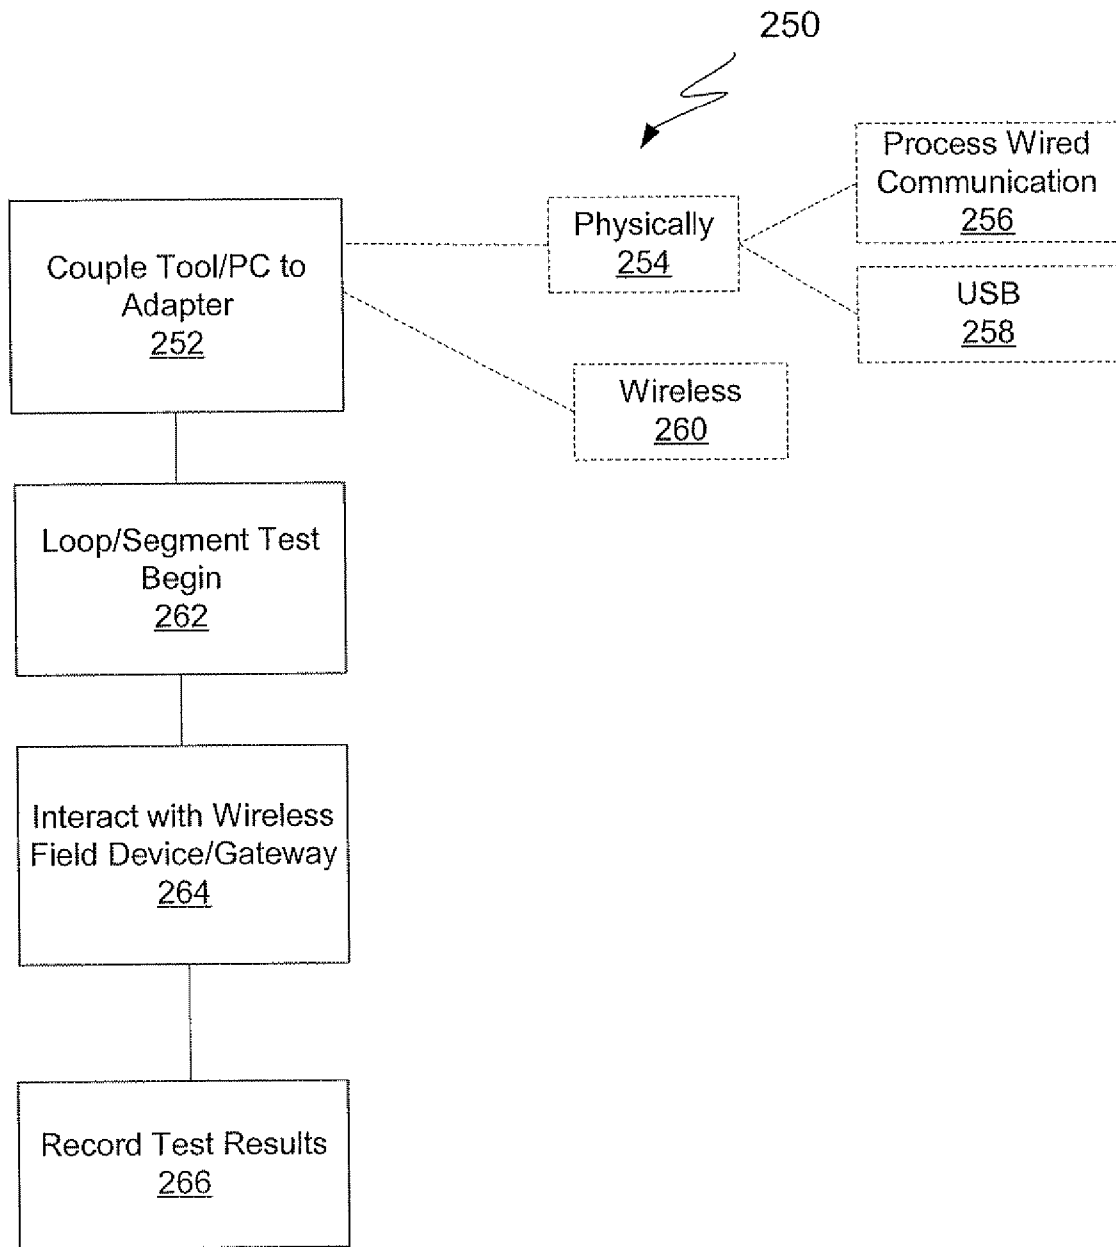 250
Process Wired
Communication
256
Physically
254
USB
258
Couple Tool/PC to
Adapter
252
Wireless
260
Loop/Segment Test
Begin
262
Interact with Wireless
Field Device/Gateway
264
Record Test Results
266